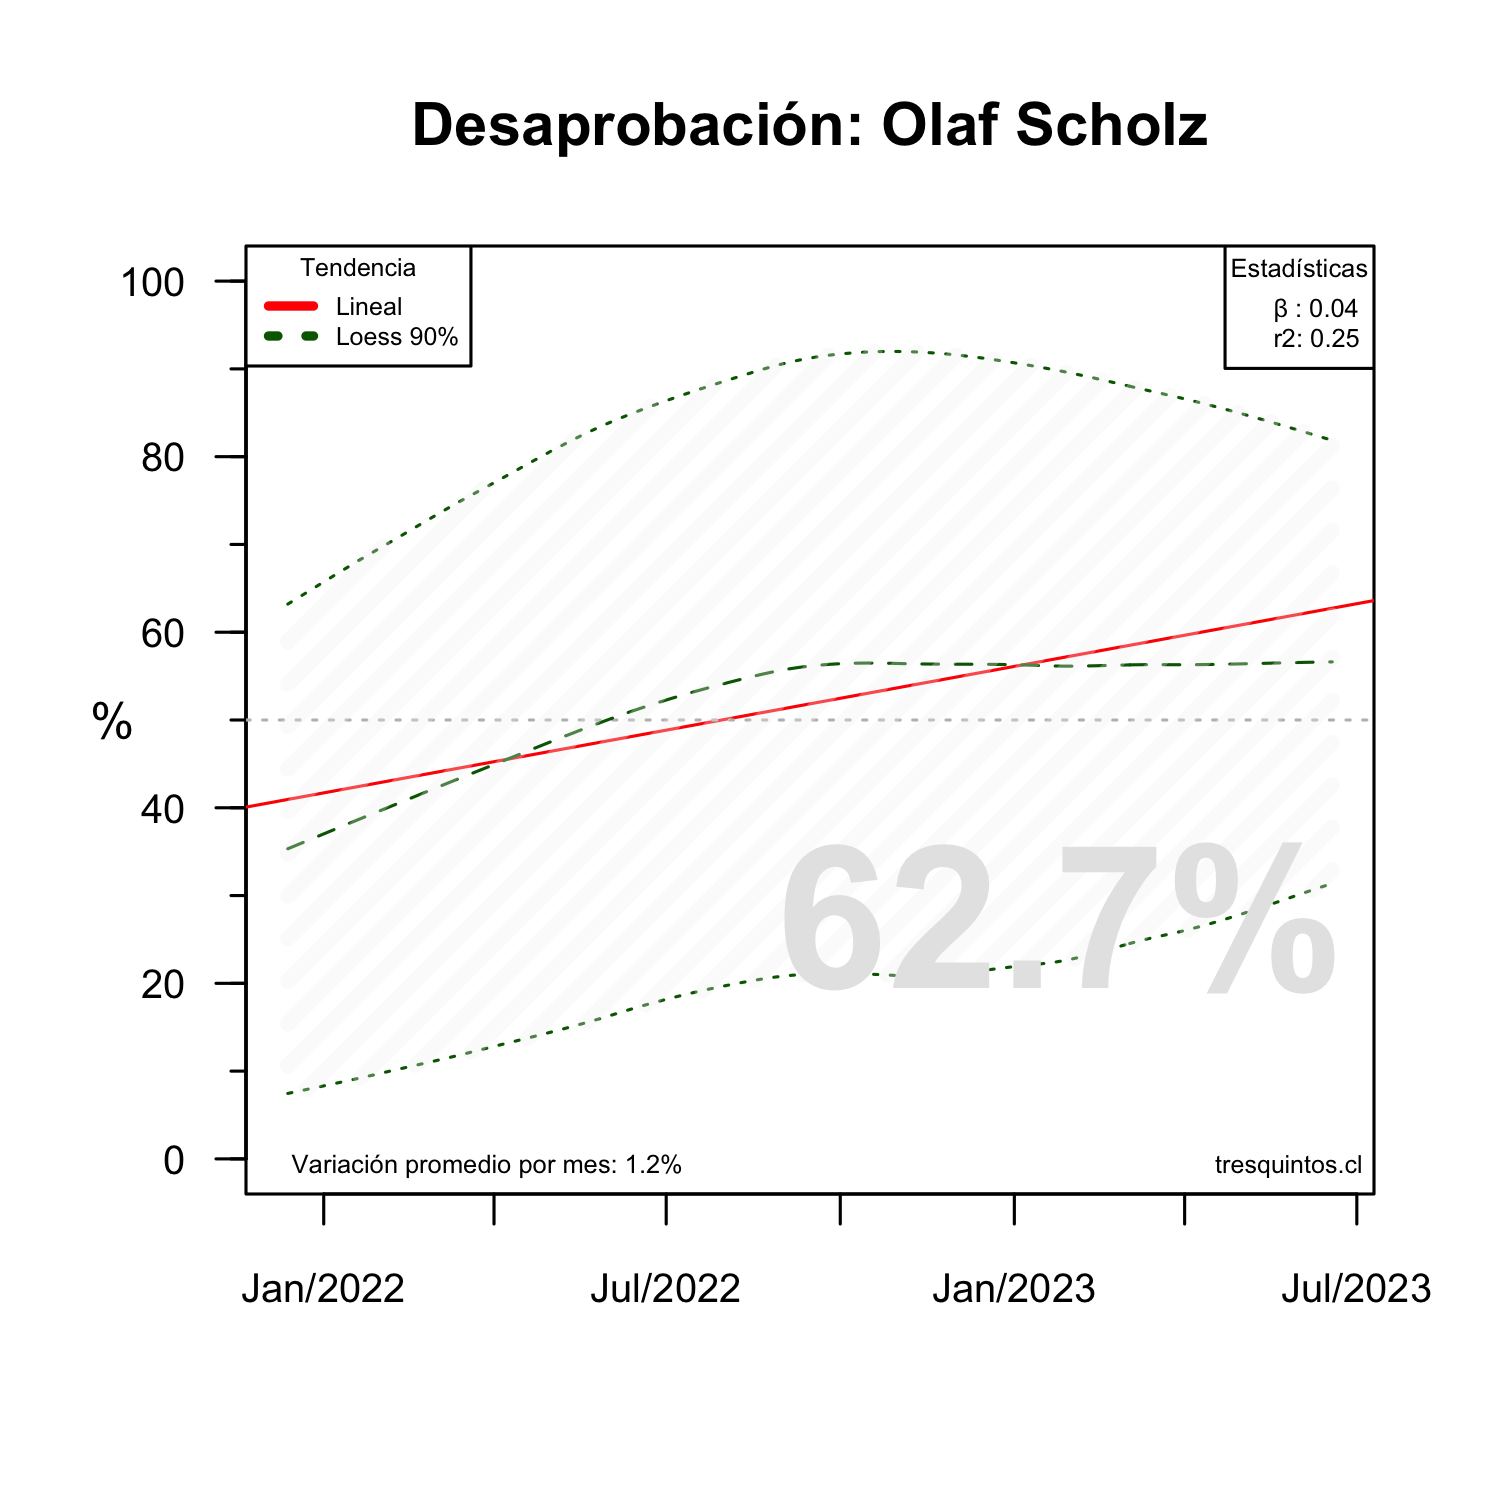 Desaprobación: Olaf Scholz
Tendencia
Lineal
Loess 90%
Estadísticas
β : 0.04
r2: 0.25
100
80
60
%
40
20
0
62.7%
Variación promedio por mes: 1.2%
tresquintos.cl
Jan/2022
Jul/2022
Jan/2023
Jul/2023